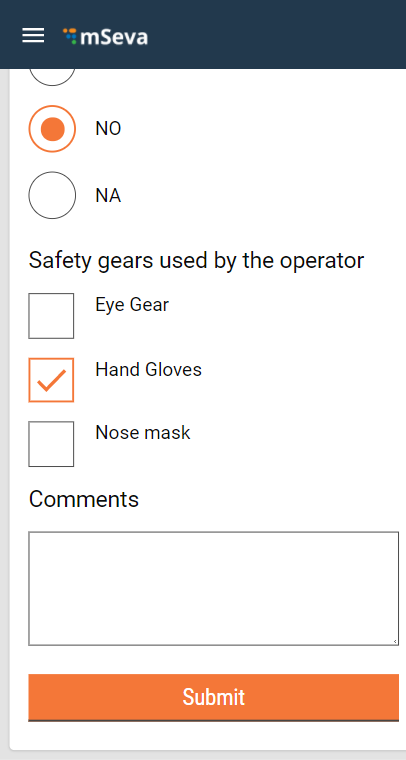 mSeva
NO
NA
Safety gears used by the operator
Eye Gear
Hand Gloves
Nose mask
Comments
Submit